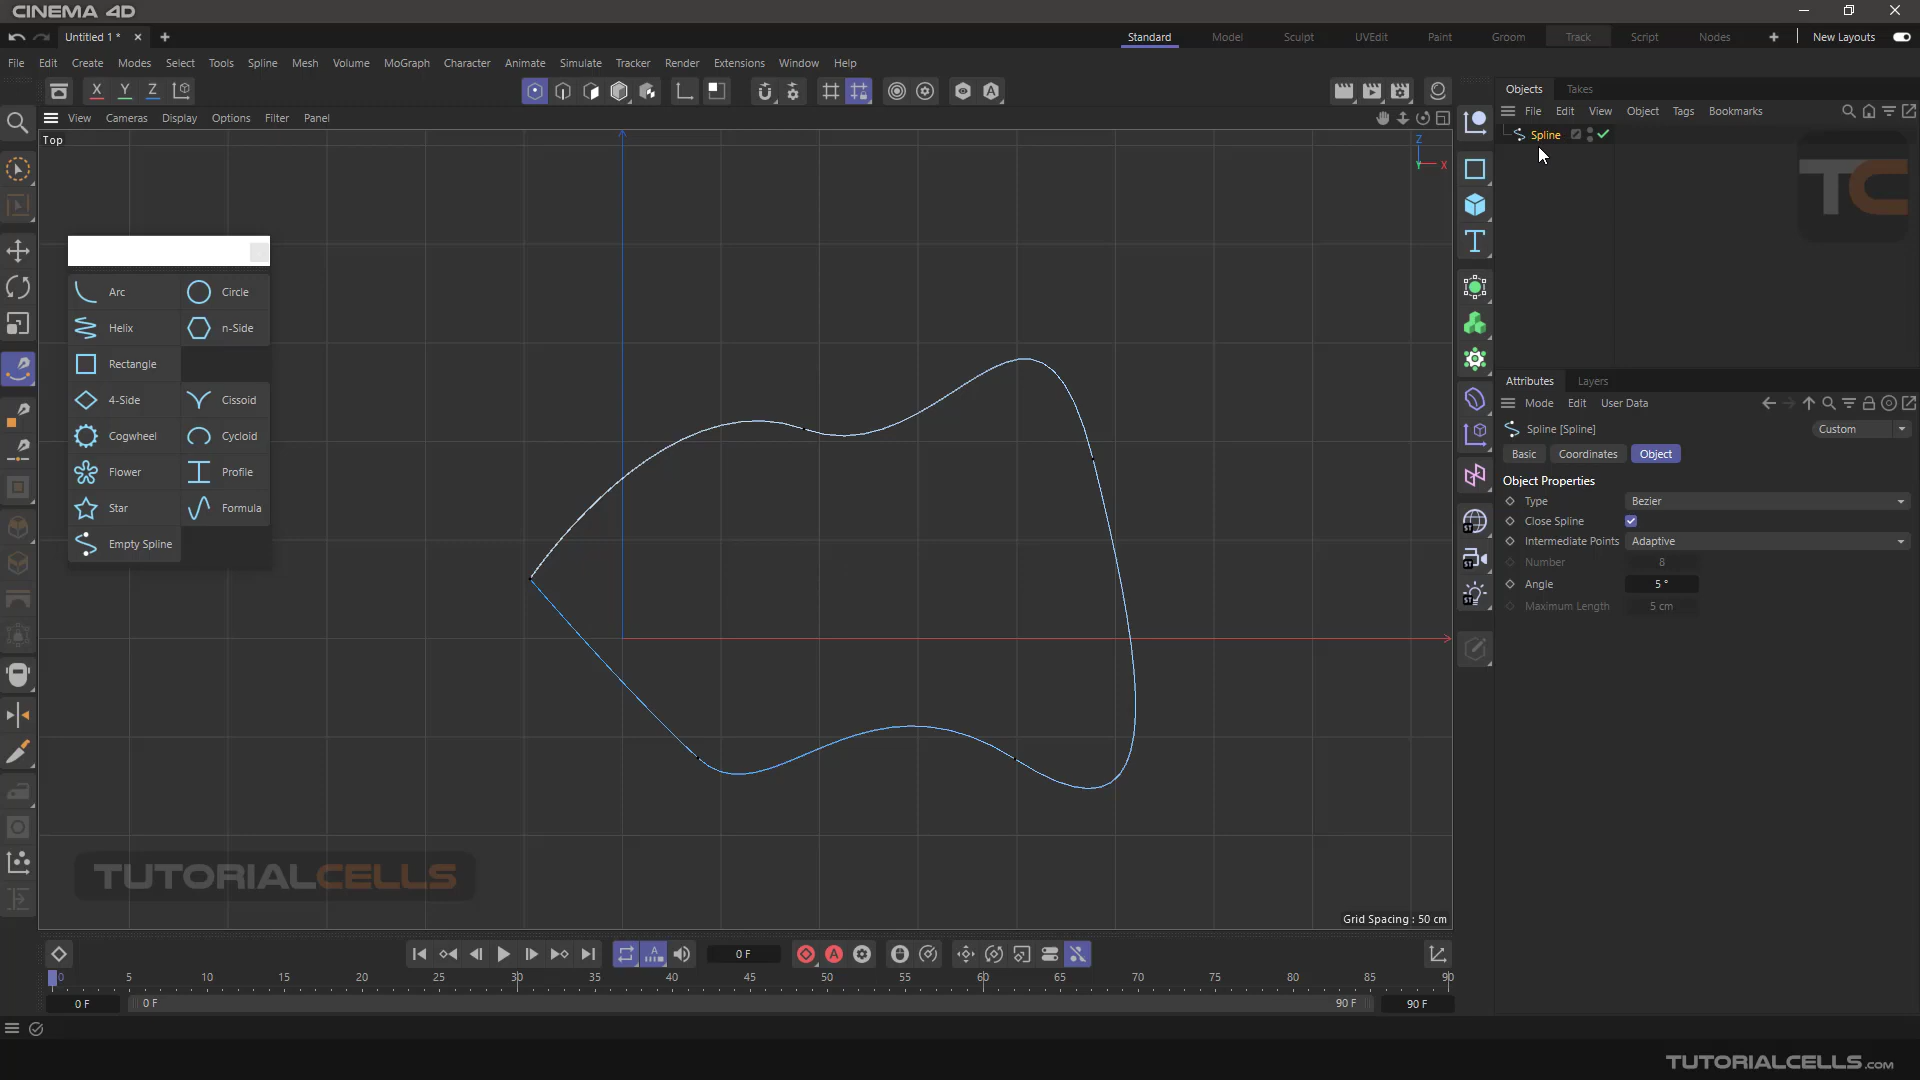 CINEMA 4D
Untitled 1 *
Standard Model Sculpt UVEdit Paint Groom Track Script Nodes New Layouts
File Edit Create Modes Select Tools Spline Mesh Volume MoGraph Character Animate Simulate Tracker Render Extensions Window Help
X Y Z
View Cameras Display Options Filter Panel
Top
Z
Y X
Arc Circle
Helix n-Side
Rectangle
4-Side Cissoid
Cogwheel Cycloid
Flower Profile
Star Formula
Empty Spline
Grid Spacing : 50 cm
TUTORIALCELLS
Objects Takes
File Edit View Object Tags Bookmarks
Spline
TC
Attributes Layers
Mode Edit User Data
Spline [Spline] Custom
Basic Coordinates Object
Object Properties
Type Bezier
Close Spline
Intermediate Points Adaptive
Number 8
Angle 5 °
Maximum Length 5 cm
0 F
0 5 10 15 20 25 30 35 40 45 50 55 60 65 70 75 80 85 90
0 F 0 F 90 F 90 F
TUTORIALCELLS.com